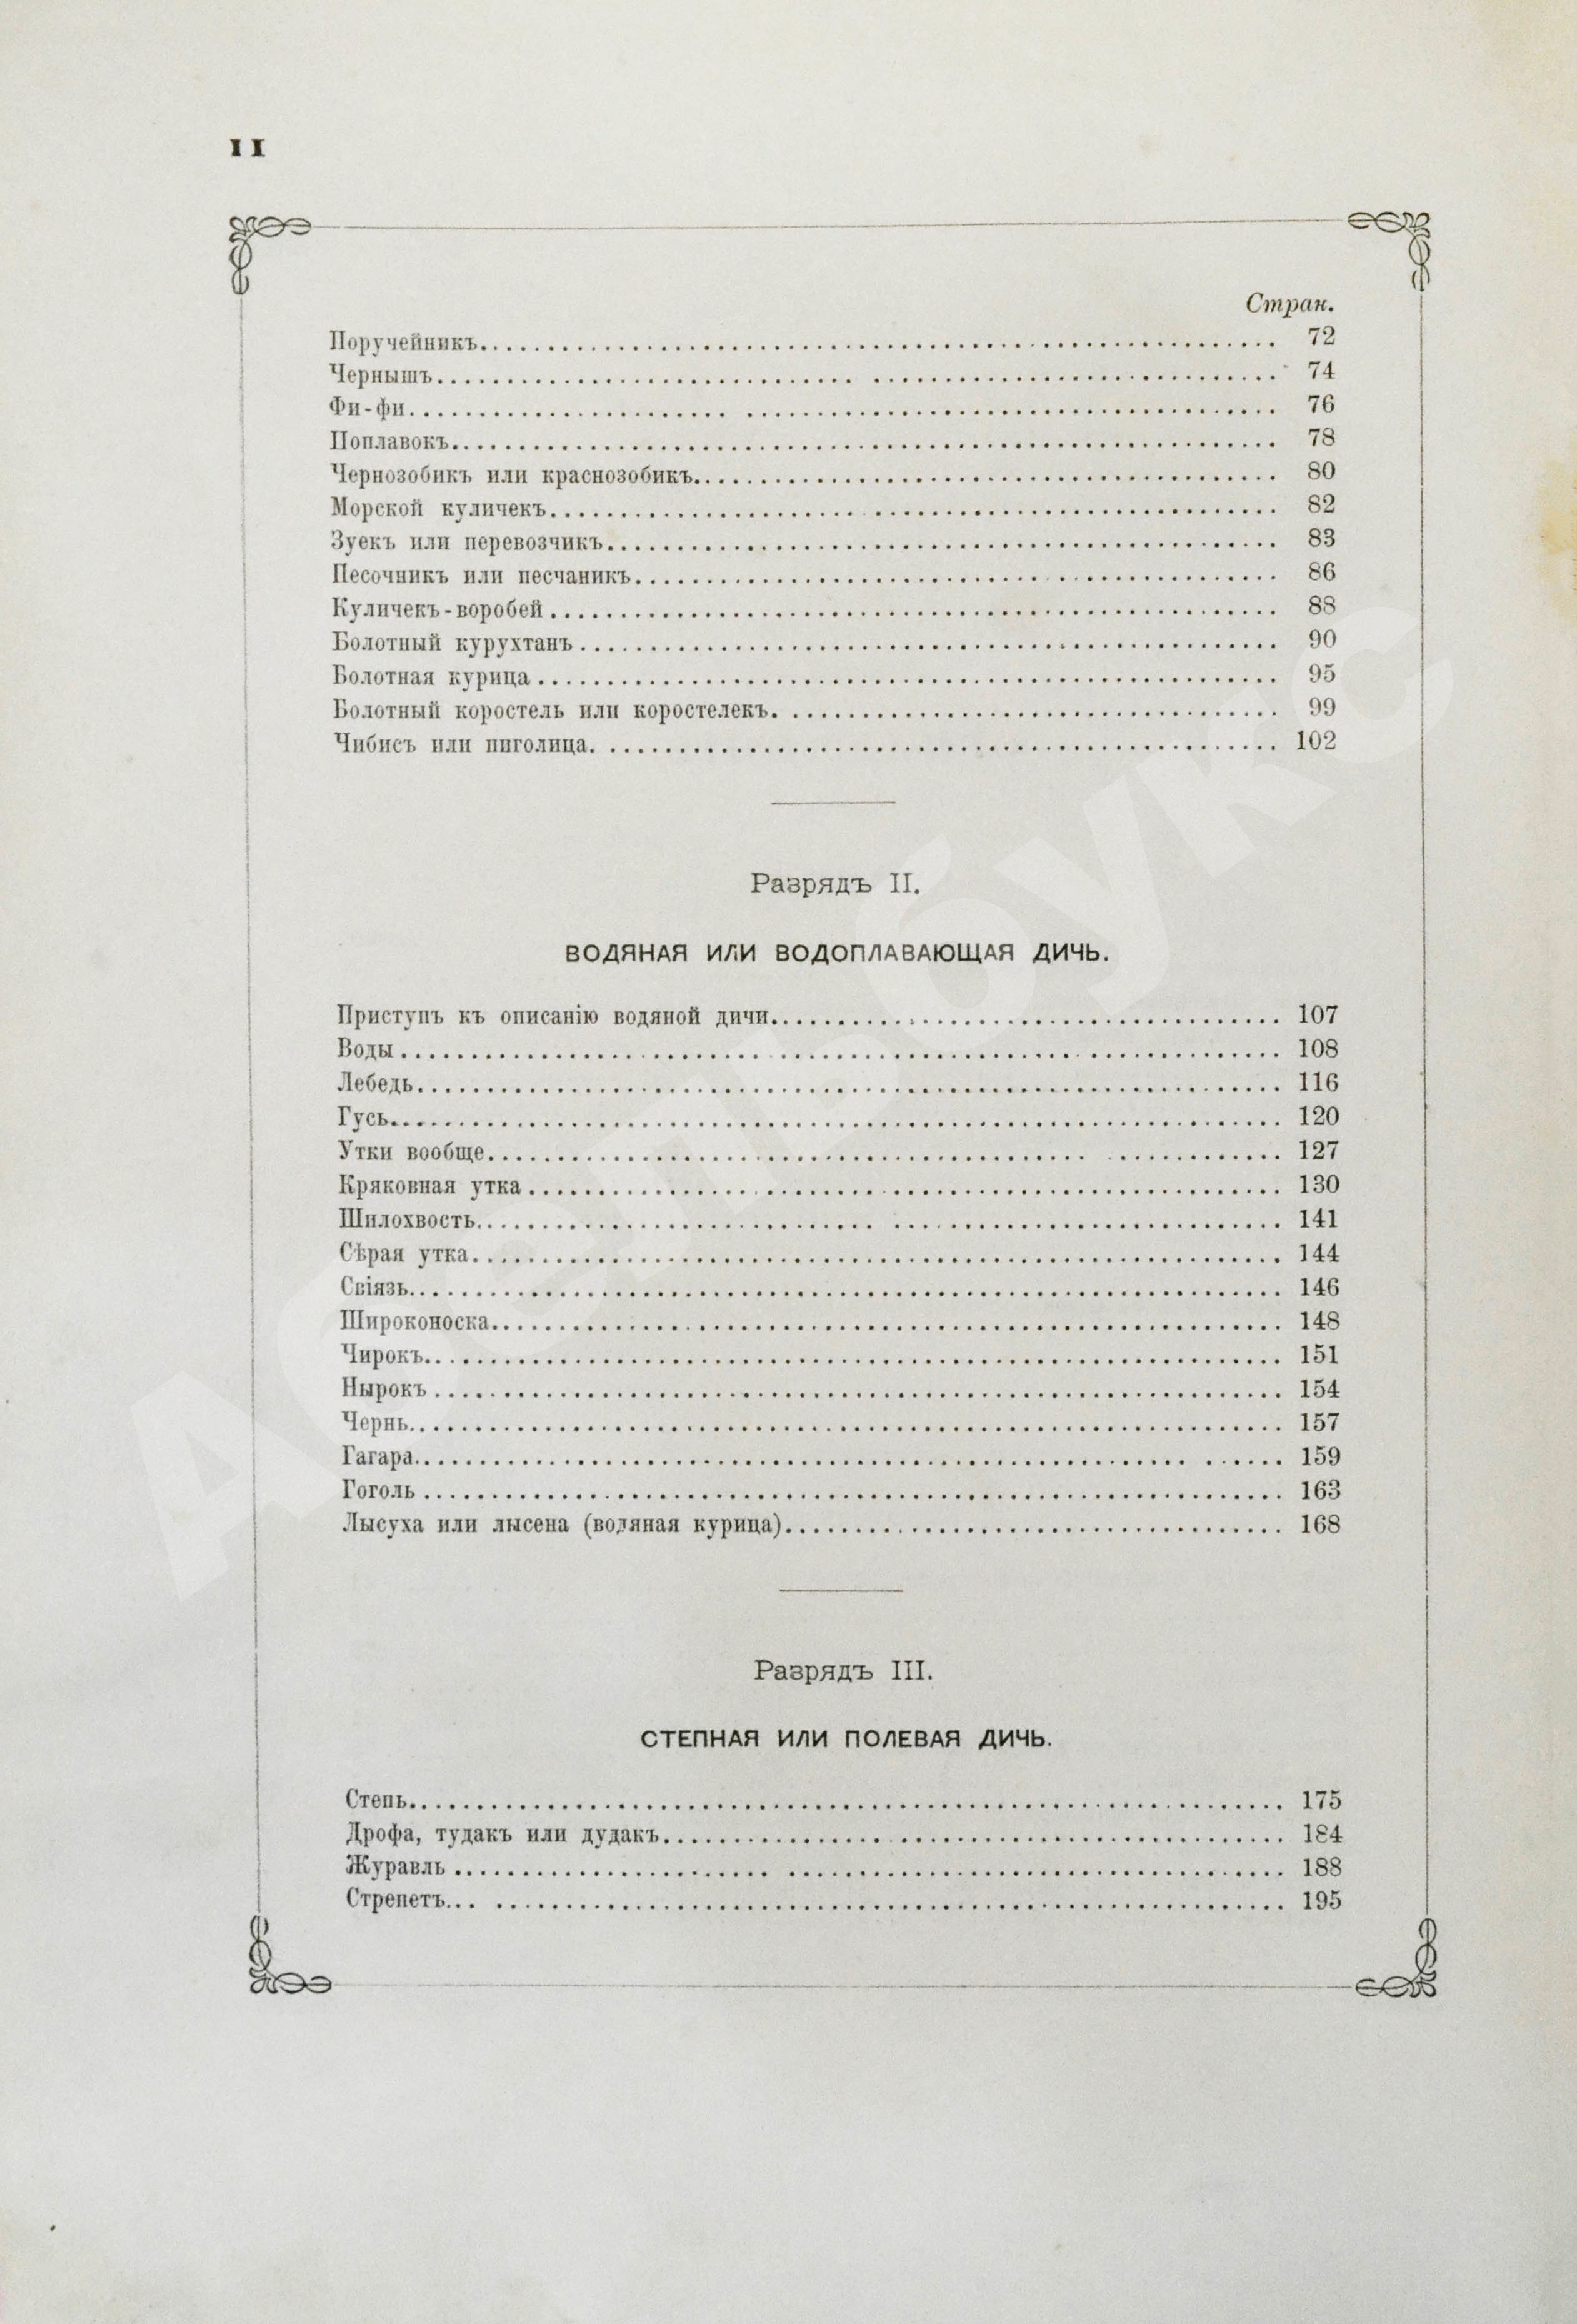 II
Стран.
Поручейникъ 72
Чернышъ 74
Фи-фи 76
Поплавокъ 78
Чернозобикъ или краснозобикъ 80
Морской куличекъ 82
Зуекъ или перевозчикъ 83
Песочникъ или песчаникъ 86
Куличекъ-воробей 88
Болотный курухтанъ 90
Болотная курица 95
Болотный коростель или коростелекъ 99
Чибисъ или пиголица 102
Разрядъ II.
ВОДЯНАЯ ИЛИ ВОДОПЛАВАЮЩАЯ ДИЧЬ.
Приступъ къ описанію водяной дичи 107
Воды 108
Лебедь 116
Гусь 120
Утки вообще 127
Кряковная утка 130
Шилохвость 141
Сѣрая утка 144
Свіязь 146
Широконоска 148
Чирокъ 151
Нырокъ 154
Чернь 157
Гагара 159
Гоголь 163
Лысуха или лысена (водяная курица) 168
Разрядъ III.
СТЕПНАЯ ИЛИ ПОЛЕВАЯ ДИЧЬ.
Степь 175
Дрофа, тудакъ или дудакъ 184
Журавль 188
Стрепетъ 195